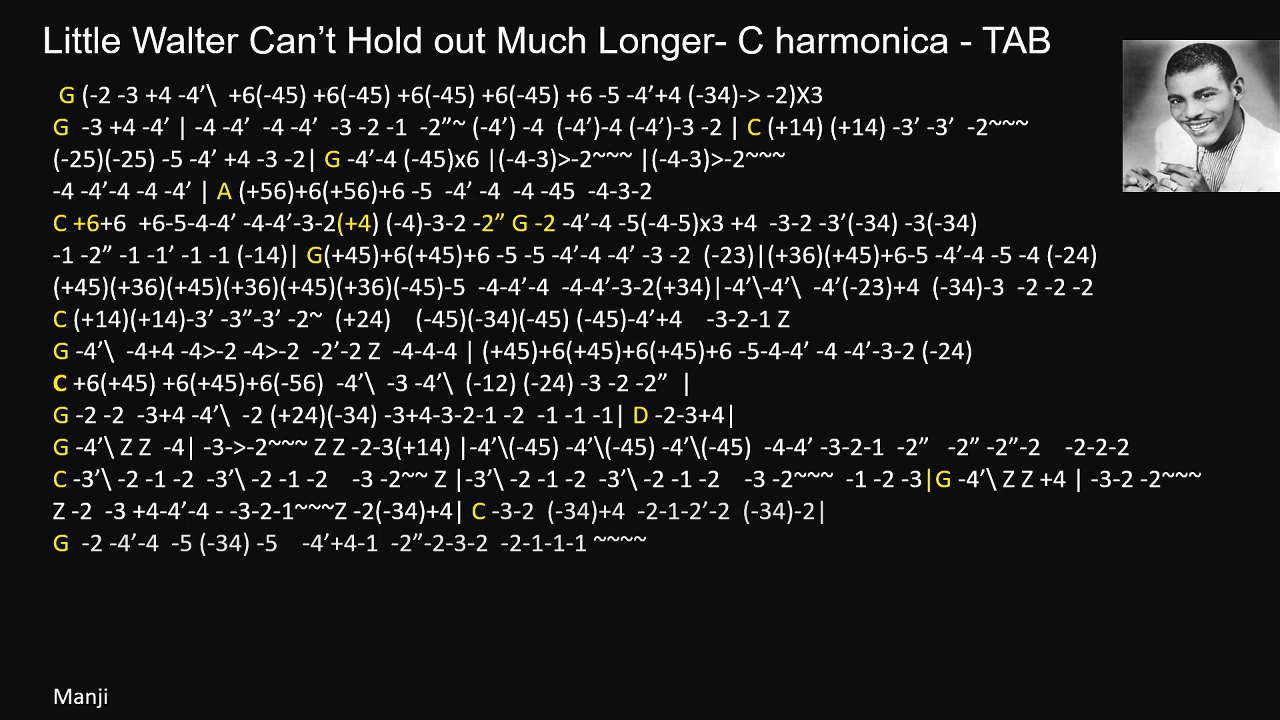 Little Walter Can’t Hold out Much Longer- C harmonica - TAB
G (-2 -3 +4 -4’\ +6(-45) +6(-45) +6(-45) +6(-45) +6 -5 -4’+4 (-34)-> -2)X3
G -3 +4 -4’ | -4 -4’ -4 -4’ -3 -2 -1 -2”~ (-4’) -4 (-4’)-4 (-4’)-3 -2 | C (+14) (+14) -3’ -3’ -2~~~
(-25)(-25) -5 -4’ +4 -3 -2| G -4’-4 (-45)x6 |(-4-3)>-2~~~ |(-4-3)>-2~~~
-4 -4’-4 -4 -4’ | A (+56)+6(+56)+6 -5 -4’ -4 -4 -45 -4-3-2
C +6+6 +6-5-4-4’ -4-4’-3-2(+4) (-4)-3-2 -2” G -2 -4’-4 -5(-4-5)x3 +4 -3-2 -3’(-34) -3(-34)
-1 -2” -1 -1’ -1 -1 (-14)| G(+45)+6(+45)+6 -5 -5 -4’-4 -4’ -3 -2 (-23)|(+36)(+45)+6-5 -4’-4 -5 -4 (-24)
(+45)(+36)(+45)(+36)(+45)(+36)(-45)-5 -4-4’-4 -4-4’-3-2(+34)|-4’\-4’\ -4’(-23)+4 (-34)-3 -2 -2 -2
C (+14)(+14)-3’ -3”-3’ -2~ (+24) (-45)(-34)(-45) (-45)-4’+4 -3-2-1 Z
G -4’\ -4+4 -4>-2 -4>-2 -2’-2 Z -4-4-4 | (+45)+6(+45)+6(+45)+6 -5-4-4’ -4 -4’-3-2 (-24)
C +6(+45) +6(+45)+6(-56) -4’\ -3 -4’\ (-12) (-24) -3 -2 -2” |
G -2 -2 -3+4 -4’\ -2 (+24)(-34) -3+4-3-2-1 -2 -1 -1 -1| D -2-3+4|
G -4’\ Z Z -4| -3->-2~~~ Z Z -2-3(+14) |-4’\(-45) -4’\(-45) -4’\(-45) -4-4’ -3-2-1 -2” -2” -2”-2 -2-2-2
C -3’\ -2 -1 -2 -3’\ -2 -1 -2 -3 -2~~ Z |-3’\ -2 -1 -2 -3’\ -2 -1 -2 -3 -2~~~ -1 -2 -3|G -4’\ Z Z +4 | -3-2 -2~~~
Z -2 -3 +4-4’-4 - -3-2-1~~~Z -2(-34)+4| C -3-2 (-34)+4 -2-1-2’-2 (-34)-2|
G -2 -4’-4 -5 (-34) -5 -4’+4-1 -2”-2-3-2 -2-1-1-1 ~~~~
Manji